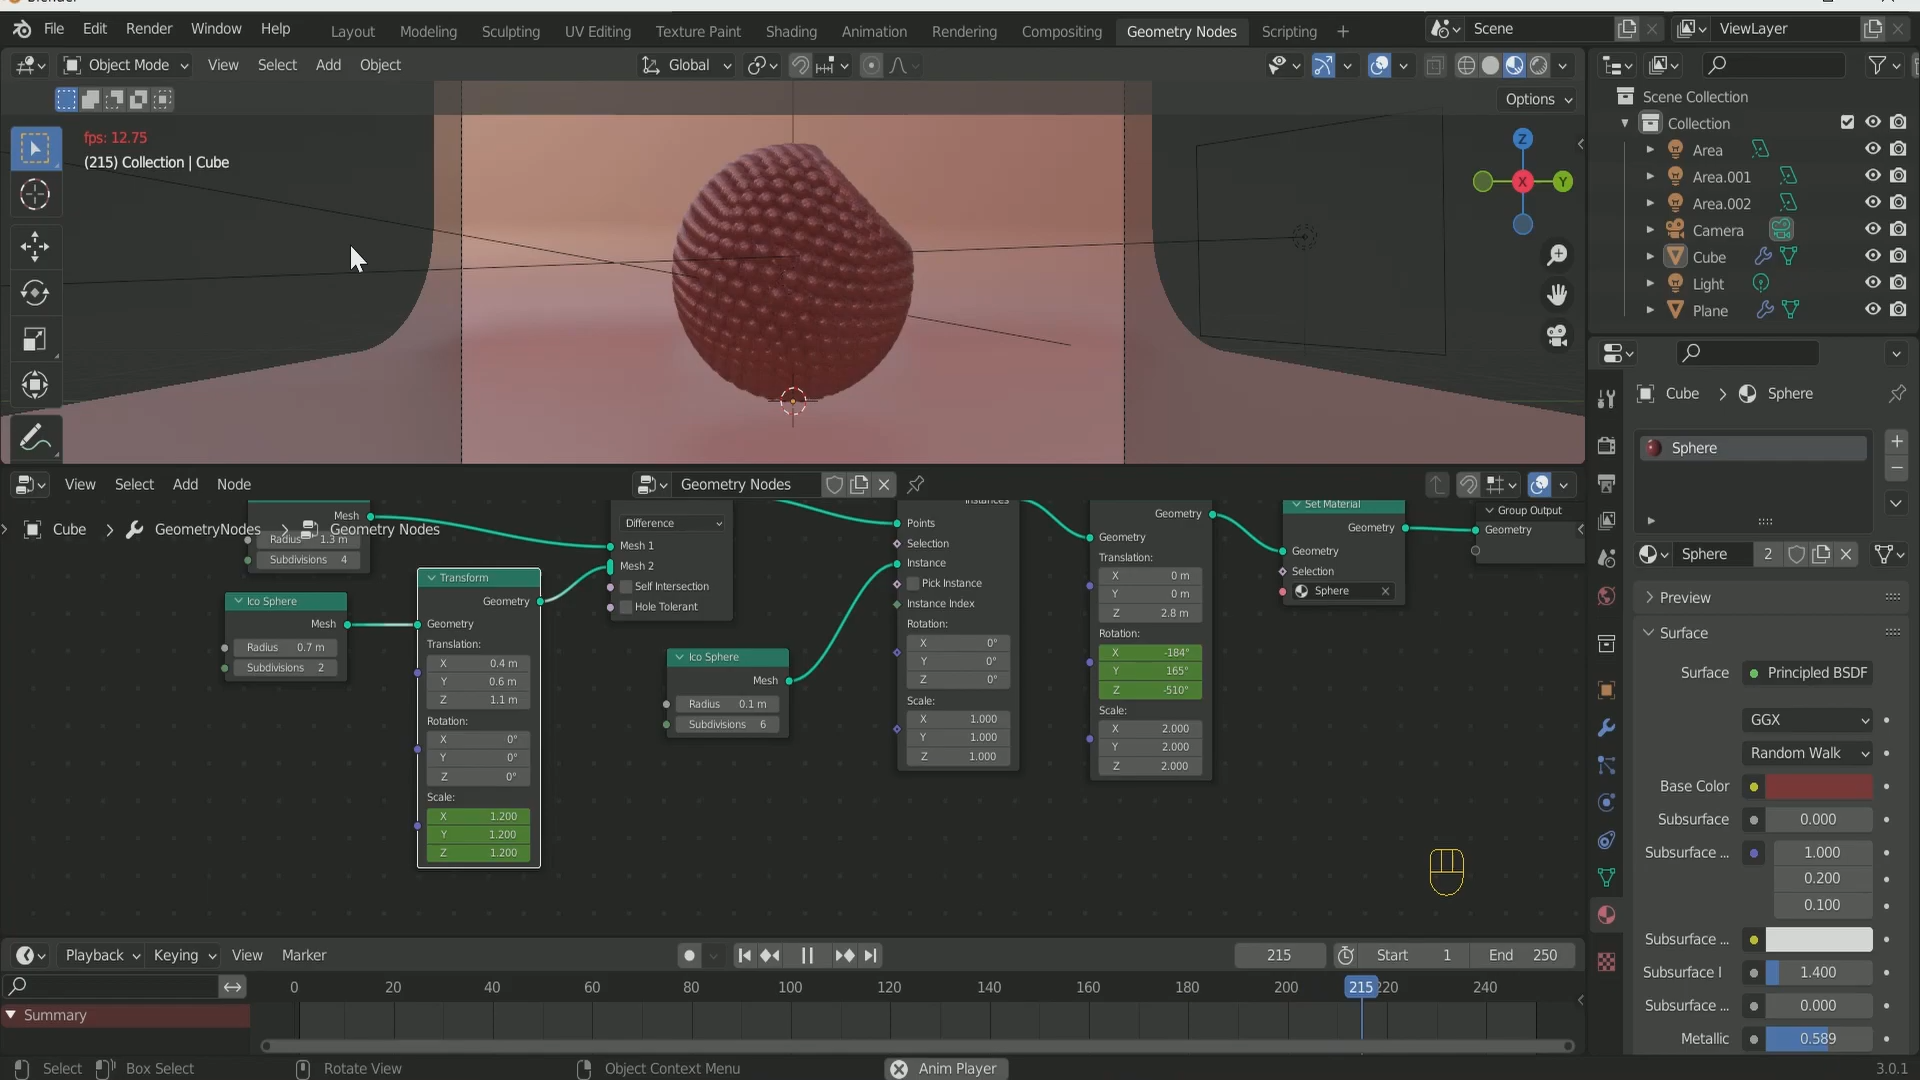 Blender
File Edit Render Window Help Layout Modeling Sculpting UV Editing Texture Paint Shading Animation Rendering Compositing Geometry Nodes Scripting + Scene ViewLayer
Object Mode View Select Add Object Global
Options
fps: 12.75
(215) Collection | Cube
Z
X
Y
Scene Collection
Collection
Area
Area.001
Area.002
Camera
Cube
Light
Plane
Cube > Sphere
Sphere
Sphere 2
Preview
Surface
Surface Principled BSDF
GGX
Random Walk
Base Color
Subsurface 0.000
Subsurface ... 1.000
0.200
0.100
Subsurface ...
Subsurface I 1.400
Subsurface ... 0.000
Metallic 0.589
View Select Add Node Geometry Nodes
Cube > GeometryNodes > Geometry Nodes
Mesh
Radius 1.3 m
Subdivisions 4
Ico Sphere
Mesh
Radius 0.7 m
Subdivisions 2
Transform
Geometry
Geometry
Translation:
X 0.4 m
Y 0.6 m
Z 1.1 m
Rotation:
X 0°
Y 0°
Z 0°
Scale:
X 1.200
Y 1.200
Z 1.200
Difference
Mesh 1
Mesh 2
Self Intersection
Hole Tolerant
Ico Sphere
Mesh
Radius 0.1 m
Subdivisions 6
Instances
Points
Selection
Instance
Pick Instance
Instance Index
Rotation:
X 0°
Y 0°
Z 0°
Scale:
X 1.000
Y 1.000
Z 1.000
Geometry
Geometry
Translation:
X 0 m
Y 0 m
Z 2.8 m
Rotation:
X -184°
Y 165°
Z -510°
Scale:
X 2.000
Y 2.000
Z 2.000
Set Material
Geometry
Geometry
Selection
Sphere
Group Output
Geometry
Playback Keying View Marker 215 Start 1 End 250
0 20 40 60 80 100 120 140 160 180 200 215 220 240
Summary
Select Box Select Rotate View Object Context Menu Anim Player 3.0.1